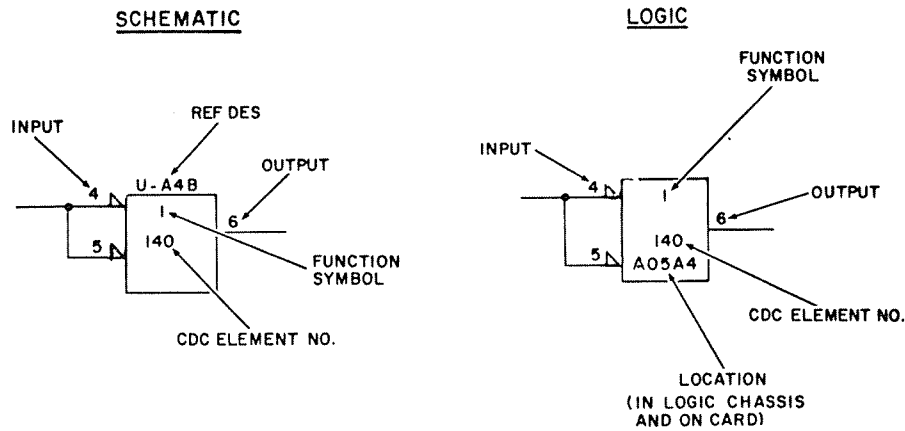 SCHEMATIC
REF DES
INPUT
OUTPUT
U-A4B
4
1
6
5
140
FUNCTION
SYMBOL
CDC ELEMENT NO.
LOGIC
FUNCTION
SYMBOL
INPUT
OUTPUT
4
1
6
5
140
A05A4
CDC ELEMENT NO.
LOCATION
(IN LOGIC CHASSIS
AND ON CARD)